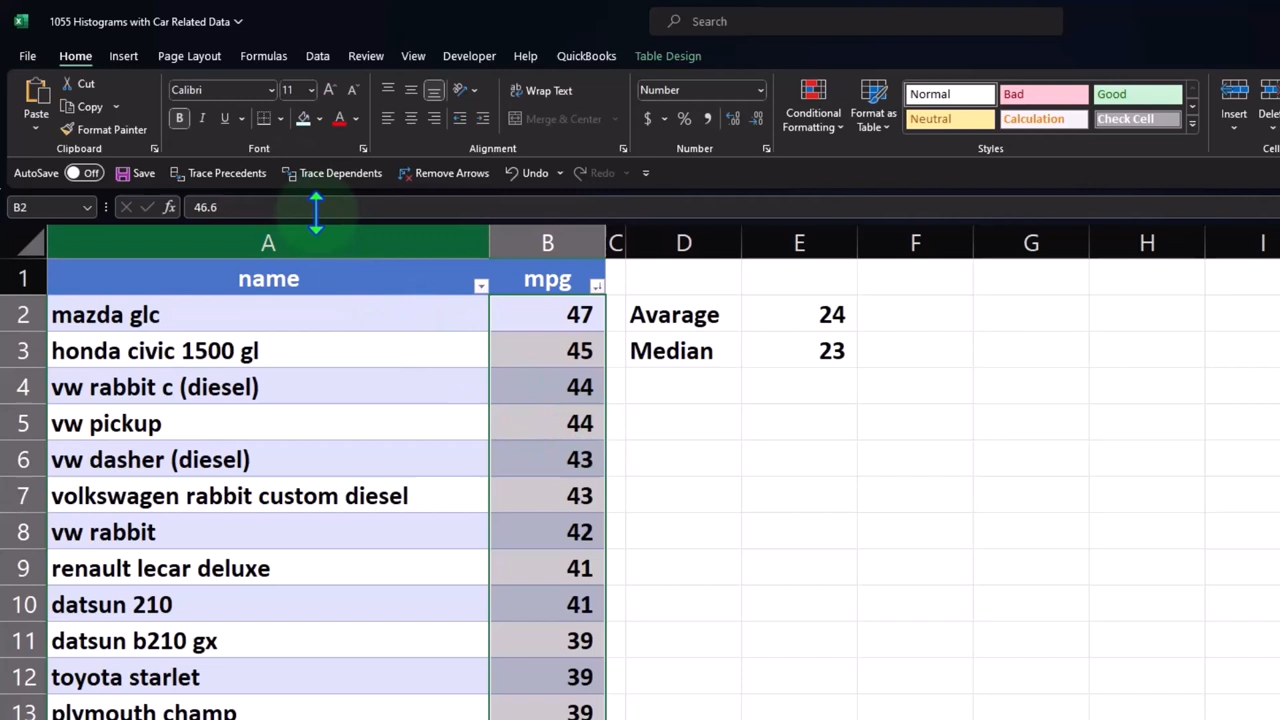 1055 Histograms with Car Related Data
Search
File Home Insert Page Layout Formulas Data Review View Developer Help QuickBooks Table Design
Paste
Cut
Copy
Format Painter
Clipboard
Calibri 11
B I U
Font
Wrap Text
Merge & Center
Alignment
Number
$ %
Number
Conditional Formatting
Format as Table
Normal Bad Good
Neutral Calculation Check Cell
Styles
Insert
AutoSave Off Save Trace Precedents Trace Dependents Remove Arrows Undo Redo
B2 fx 46.6
A B C D E F G H I
1 name mpg
2 mazda glc 47 Avarage 24
3 honda civic 1500 gl 45 Median 23
4 vw rabbit c (diesel) 44
5 vw pickup 44
6 vw dasher (diesel) 43
7 volkswagen rabbit custom diesel 43
8 vw rabbit 42
9 renault lecar deluxe 41
10 datsun 210 41
11 datsun b210 gx 39
12 toyota starlet 39
13 plymouth champ 39